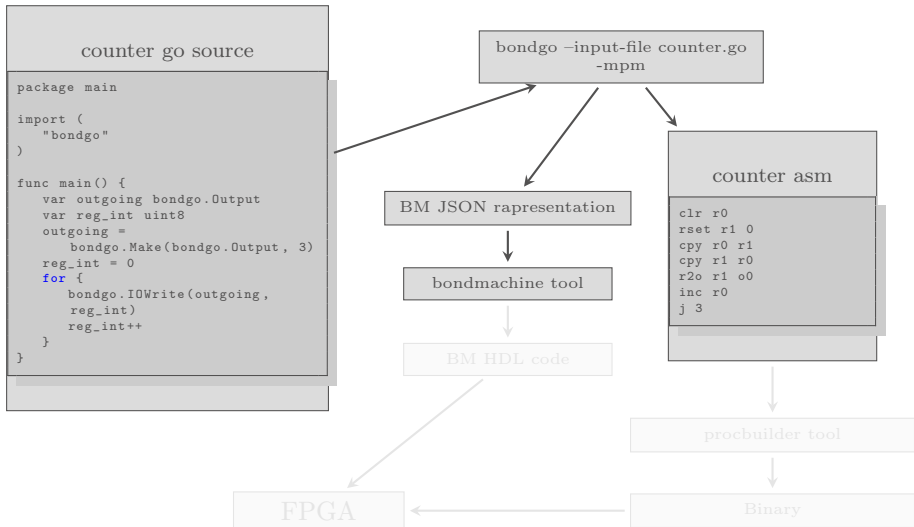 counter go source
package main
import (
"bondgo"
)
func main() {
var outgoing bondgo.Output
var reg_int uint8
outgoing =
bondgo.Make(bondgo.Output, 3)
reg_int = 0
for {
bondgo.IOWrite(outgoing,
reg_int)
reg_int++
}
}
bondgo –input-file counter.go
-mpm
BM JSON rapresentation
bondmachine tool
BM HDL code
FPGA
counter asm
clr r0
rset r1 0
cpy r0 r1
cpy r1 r0
r2o r1 o0
inc r0
j 3
procbuilder tool
Binary